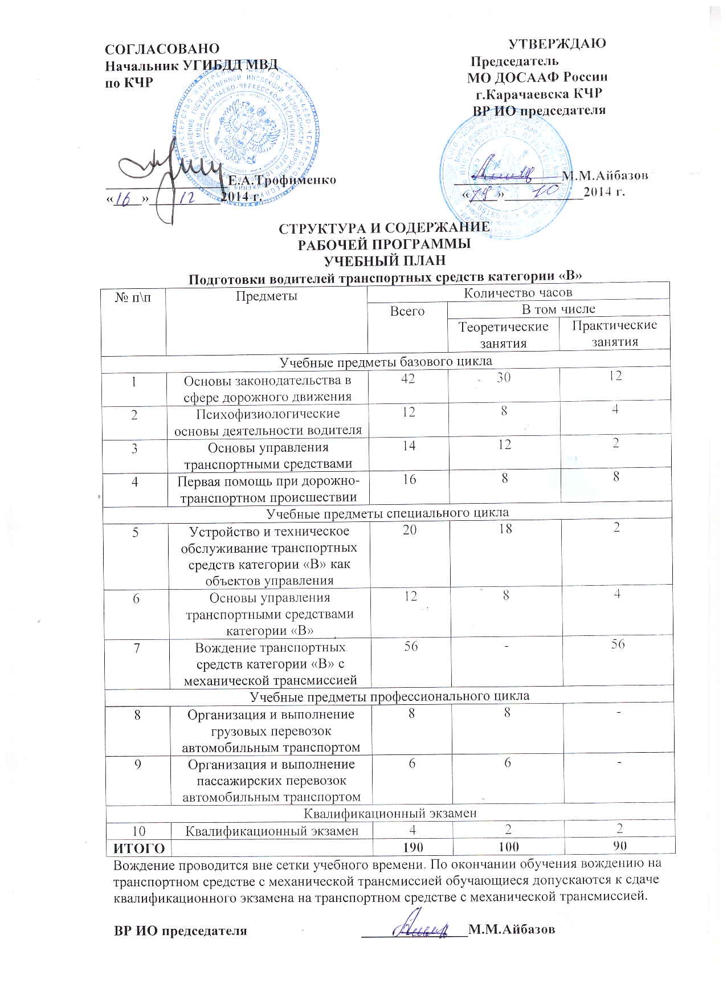 СОГЛАСОВАНО
Начальник УГИБДД МВД
по КЧР
Е.А.Трофименко
«16» 12 2014 г.
УТВЕРЖДАЮ
Председатель
МО ДОСААФ России
г.Карачаевска КЧР
ВР ИО председателя
М.М.Айбазов
« » 10 2014 г.
СТРУКТУРА И СОДЕРЖАНИЕ
РАБОЧЕЙ ПРОГРАММЫ
УЧЕБНЫЙ ПЛАН
Подготовки водителей транспортных средств категории «В»
№ п\п Предметы Количество часов
Всего В том числе
Теоретические занятия Практические занятия
Учебные предметы базового цикла
1 Основы законодательства в 42 30 12
сфере дорожного движения
2 Психофизиологические 12 8 4
основы деятельности водителя
3 Основы управления 14 12 2
транспортными средствами
4 Первая помощь при дорожно- 16 8 8
транспортном происшествии
Учебные предметы специального цикла
5 Устройство и техническое 20 18 2
обслуживание транспортных
средств категории «В» как
объектов управления
6 Основы управления 12 8 4
транспортными средствами
категории «В»
7 Вождение транспортных 56 - 56
средств категории «В» с
механической трансмиссией
Учебные предметы профессионального цикла
8 Организация и выполнение 8 8 -
грузовых перевозок
автомобильным транспортом
9 Организация и выполнение 6 6 -
пассажирских перевозок
автомобильным транспортом
Квалификационный экзамен
10 Квалификационный экзамен 4 2 2
ИТОГО 190 100 90
Вождение проводится вне сетки учебного времени. По окончании обучения вождению на
транспортном средстве с механической трансмиссией обучающиеся допускаются к сдаче
квалификационного экзамена на транспортном средстве с механической трансмиссией.
ВР ИО председателя М.М.Айбазов